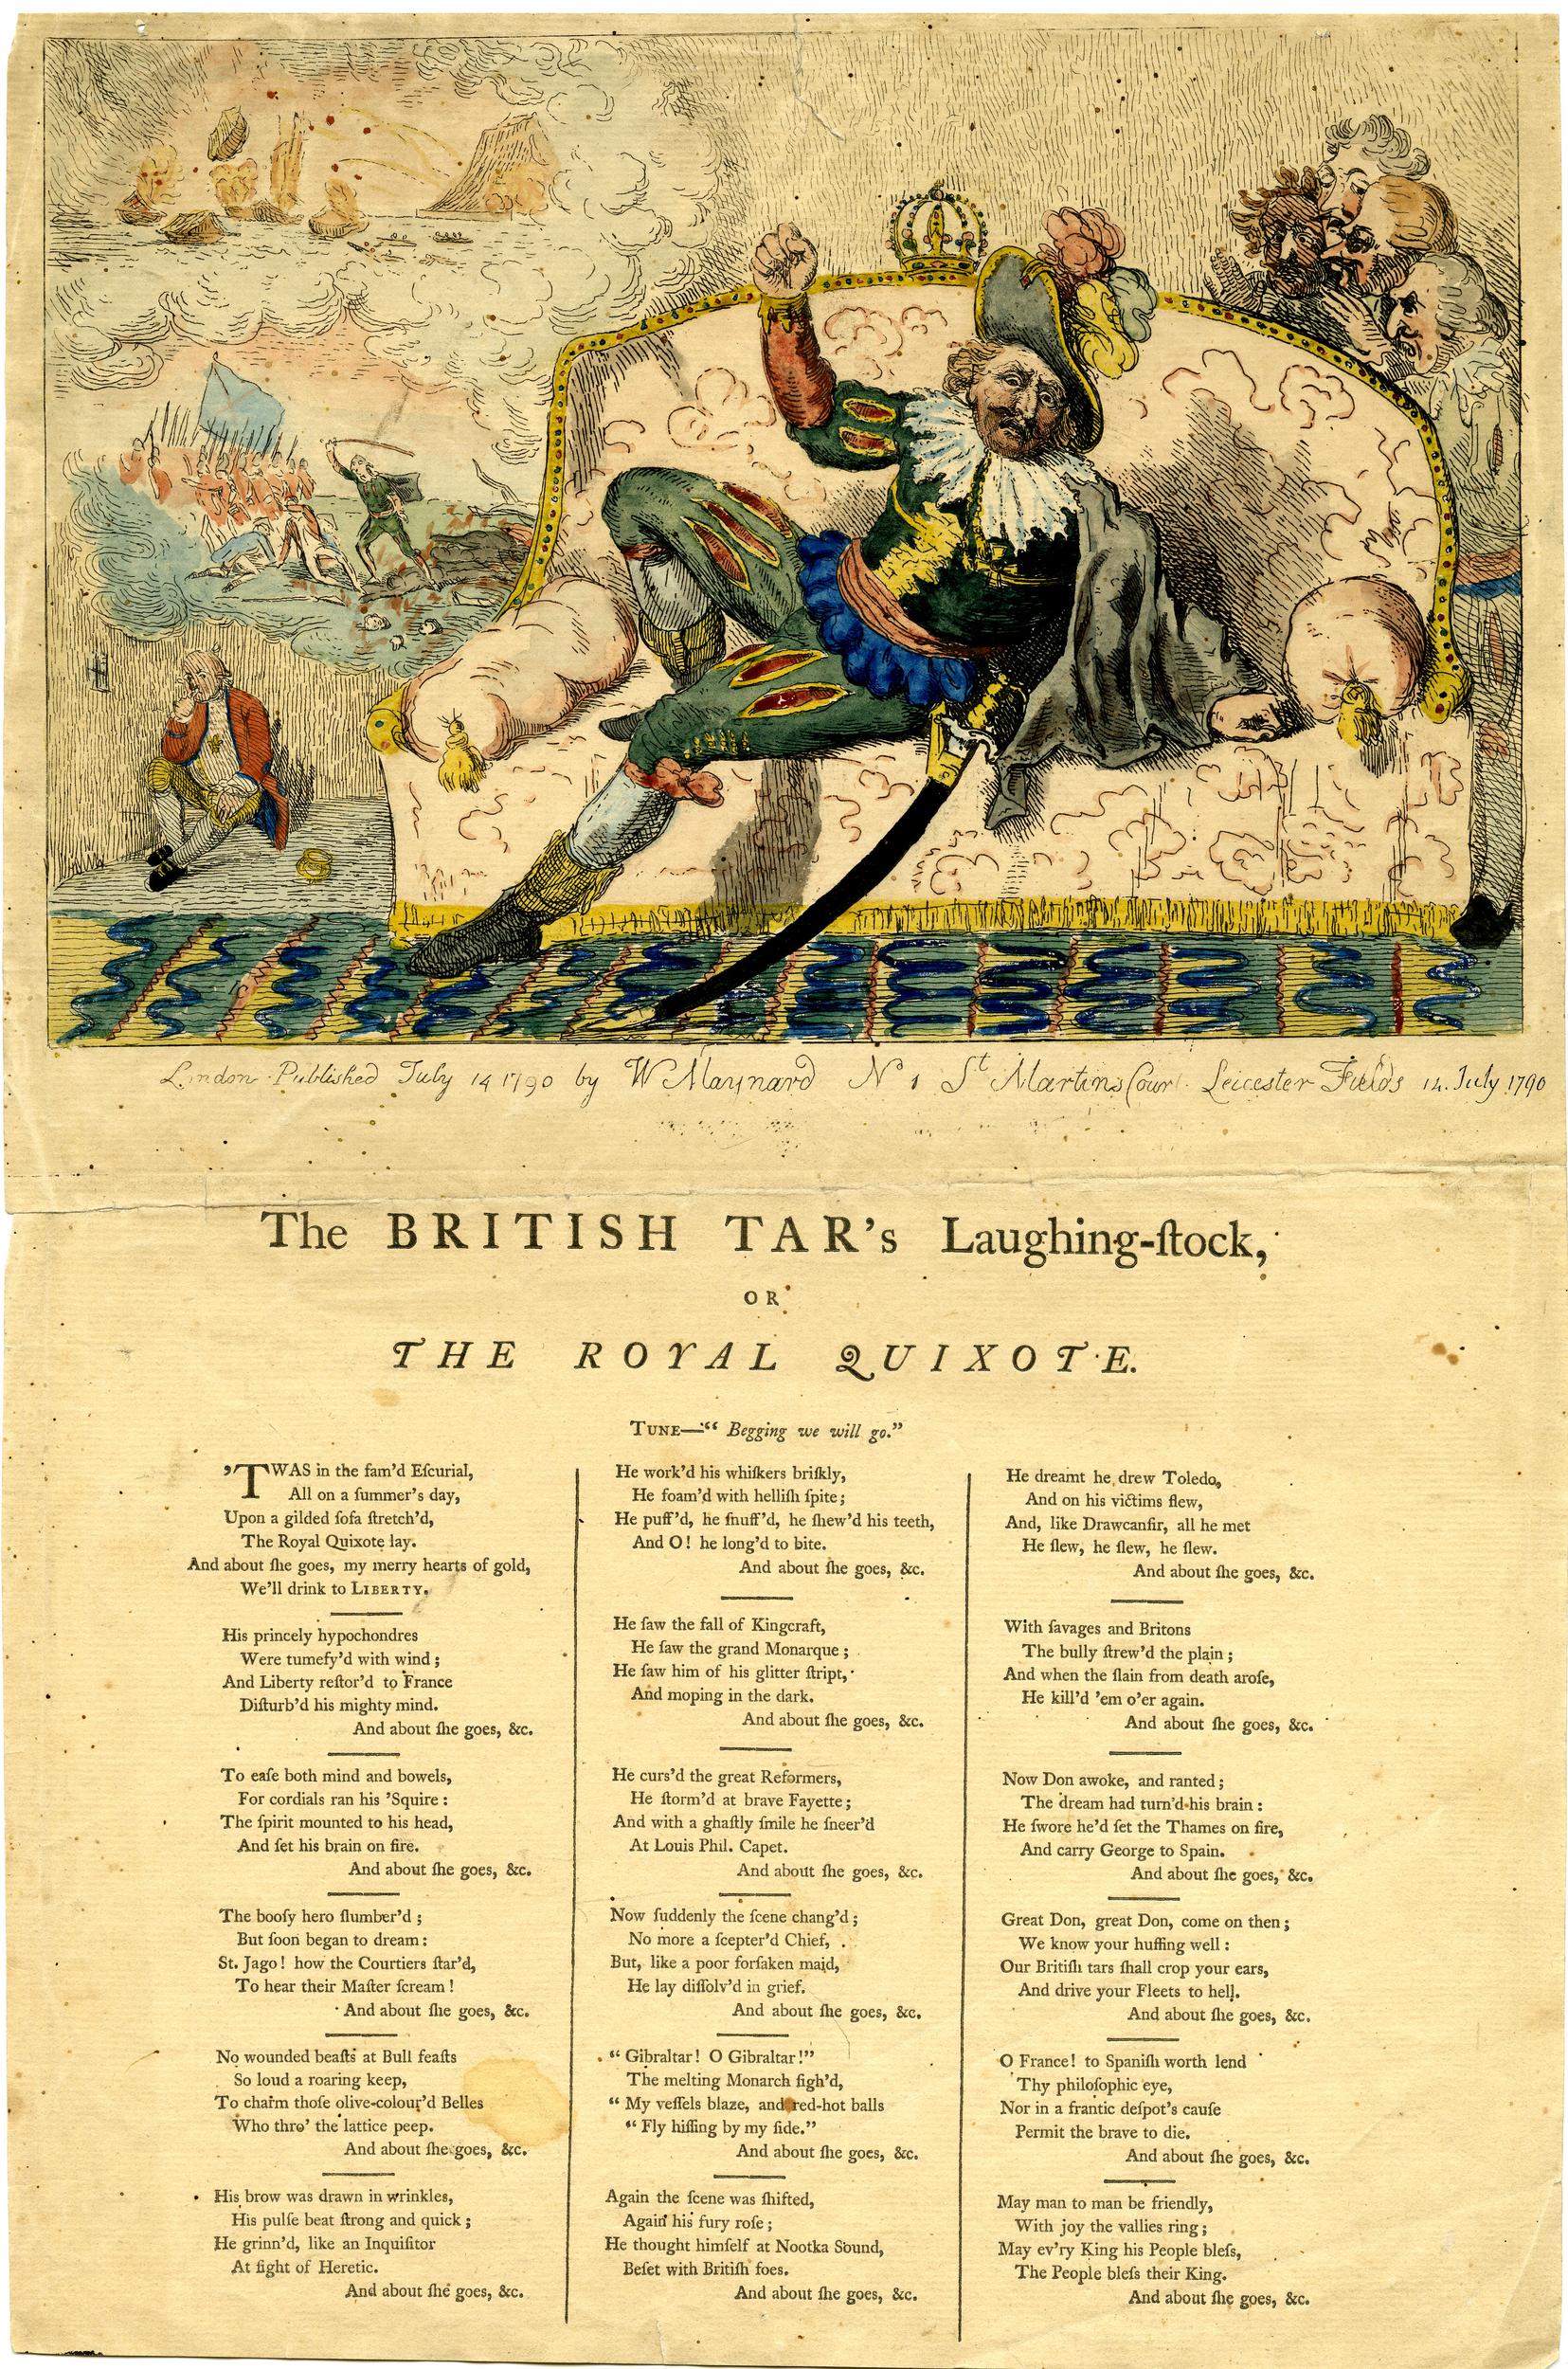 London Published July 14 1790 by W Maynard No 1 St Martins Court Leicester Fields 14 July 1790
The BRITISH TAR's Laughing-ſtock,
OR
THE ROYAL QUIXOTE.
TUNE—“ Begging we will go.”
'TWAS in the fam'd Eſcurial,
All on a ſummer's day,
Upon a gilded ſofa ſtretch'd,
The Royal Quixote lay.
And about ſhe goes, my merry hearts of gold,
We'll drink to LIBERTY.
His princely hypochondres
Were tumefy'd with wind ;
And Liberty reſtor'd to France
Diſturb'd his mighty mind.
And about ſhe goes, &c.
To eaſe both mind and bowels,
For cordials ran his 'Squire :
The ſpirit mounted to his head,
And ſet his brain on fire.
And about ſhe goes, &c.
The booſy hero ſlumber'd ;
But ſoon began to dream :
St. Jago ! how the Courtiers ſtar'd,
To hear their Maſter ſcream !
And about ſhe goes, &c.
No wounded beaſts at Bull feaſts
So loud a roaring keep,
To charm thoſe olive-colour'd Belles
Who thro' the lattice peep.
And about ſhe goes, &c.
His brow was drawn in wrinkles,
His pulſe beat ſtrong and quick ;
He grinn'd, like an Inquiſitor
At ſight of Heretic.
And about ſhe goes, &c.
He work'd his whiſkers briſkly,
He foam'd with helliſh ſpite ;
He puff'd, he ſnuff'd, he ſhew'd his teeth,
And O ! he long'd to bite.
And about ſhe goes, &c.
He ſaw the fall of Kingcraft,
He ſaw the grand Monarque ;
He ſaw him of his glitter ſtript,
And moping in the dark.
And about ſhe goes, &c.
He curs'd the great Reformers,
He ſtorm'd at brave Fayette ;
And with a ghaſtly ſmile he ſneer'd
At Louis Phil. Capet.
And about ſhe goes, &c.
Now ſuddenly the ſcene chang'd ;
No more a ſcepter'd Chief,
But, like a poor forſaken maid,
He lay diſſolv'd in grief.
And about ſhe goes, &c.
“ Gibraltar ! O Gibraltar !”
The melting Monarch ſigh'd,
“ My veſſels blaze, and red-hot balls
“ Fly hiſſing by my ſide.”
And about ſhe goes, &c.
Again the ſcene was ſhifted,
Again his fury roſe ;
He thought himſelf at Nootka Sound,
Beſet with Britiſh foes.
And about ſhe goes, &c.
He dreamt he drew Toledo,
And on his victims flew,
And, like Drawcanſir, all he met
He ſlew, he ſlew, he ſlew.
And about ſhe goes, &c.
With ſavages and Britons
The bully ſtrew'd the plain ;
And when the ſlain from death aroſe,
He kill'd 'em o'er again.
And about ſhe goes, &c.
Now Don awoke, and ranted ;
The dream had turn'd his brain :
He ſwore he'd ſet the Thames on fire,
And carry George to Spain.
And about ſhe goes, &c.
Great Don, great Don, come on then ;
We know your huffing well :
Our Britiſh tars ſhall crop your ears,
And drive your Fleets to hell.
And about ſhe goes, &c.
O France ! to Spaniſh worth lend
Thy philoſophic eye,
Nor in a frantic deſpot's cauſe
Permit the brave to die.
And about ſhe goes, &c.
May man to man be friendly,
With joy the vallies ring ;
May ev'ry King his People bleſs,
The People bleſs their King.
And about ſhe goes, &c.